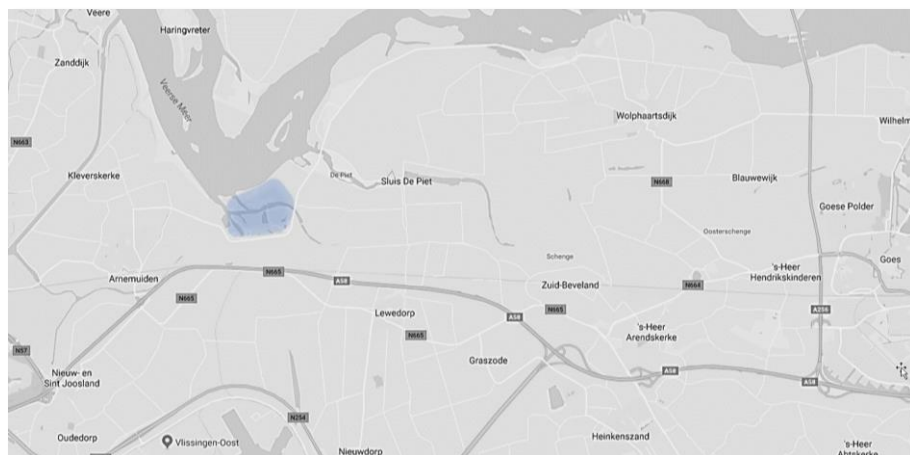 Veere
Haringvreter
Zanddijk
Veerse Meer
Wolphaartsdijk
Wilhelm
N663
De Piet
Sluis De Piet
Kleverskerke
N668
Blauwewijk
Goese Polder
Oosterschenge
Schenge
Goes
's-Heer
Hendrikskinderen
Arnemuiden
N665
A58
N665
Zuid-Beveland
N664
Lewedorp
A58
N665
A256
N665
's-Heer
Arendskerke
N57
Graszode
Nieuw- en
Sint Joosland
A58
A58
N254
Oudedorp
Vlissingen-Oost
Heinkenszand
Nieuwdorp
's-Heer
Abtskerke